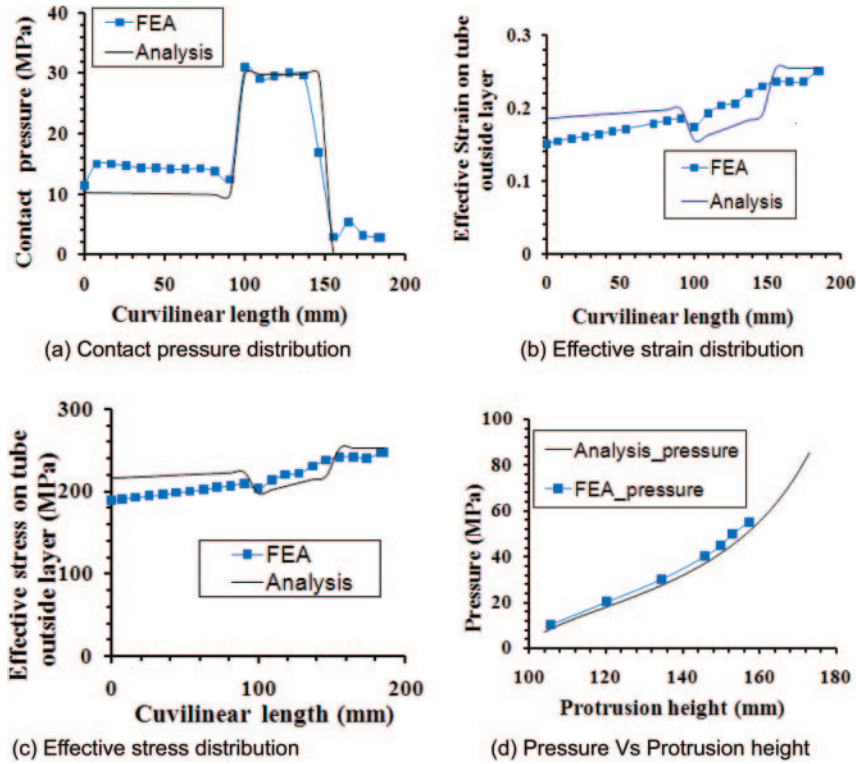 FEA
Analysis
Contact pressure (MPa)
40
30
20
10
0
0
50
100
150
200
Curvilinear length (mm)
(a) Contact pressure distribution
Effective Strain on tube
outside layer
0.3
0.2
0.1
0
FEA
Analysis
0
50
100
150
200
Curvilinear length (mm)
(b) Effective strain distribution
Effective stress on tube
outside layer (MPa)
300
200
100
0
FEA
Analysis
0
100
200
Cuvilinear length (mm)
(c) Effective stress distribution
Pressure (MPa)
100
80
60
40
20
0
Analysis_pressure
FEA_pressure
100
120
140
160
180
Protrusion height (mm)
(d) Pressure Vs Protrusion height